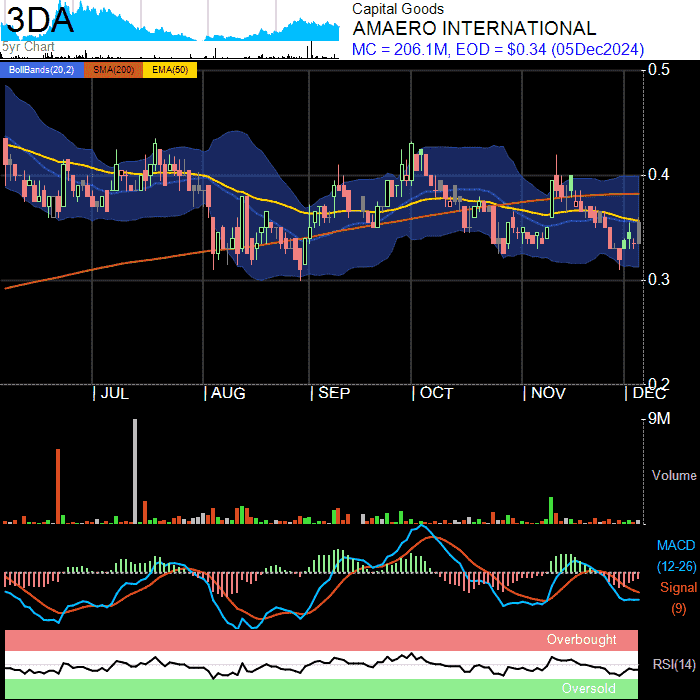 3DA
5yr Chart
Capital Goods
AMAERO INTERNATIONAL
MC = 206.1M, EOD = $0.34 (05Dec2024)
BollBands(20,2) SMA(200) EMA(50)
0.5
0.4
0.3
0.2
JUL AUG SEP OCT NOV DEC
9M
Volume
MACD
(12-26)
Signal
(9)
Overbought
RSI(14)
Oversold